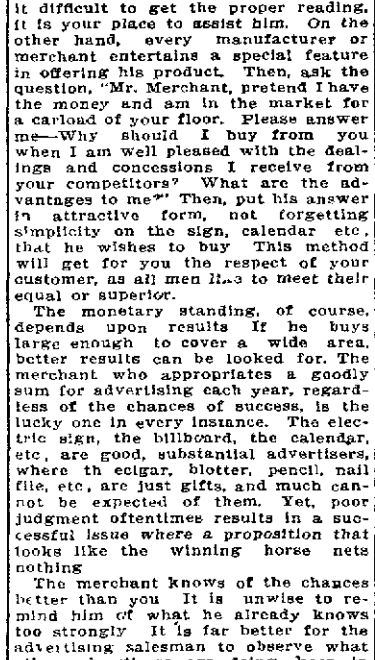 it difficult to get the proper reading,
it is your place to assist him. On the
other hand, every manufacturer or
merchant entertains a special feature
in offering his product. Then, ask the
question, "Mr. Merchant, pretend I have
the money and am in the market for
a carload of your floor. Please answer
me—Why should I buy from you
when I am well pleased with the deal-
ings and concessions I receive from
your competitors? What are the ad-
vantages to me?" Then, put his answer
in attractive form, not forgetting
simplicity on the sign, calendar etc,
that he wishes to buy This method
will get for you the respect of your
customer, as all men like to meet their
equal or superior.
The monetary standing, of course,
depends upon results If he buys
large enough to cover a wide area,
better results can be looked for. The
merchant who appropriates a goodly
sum for advertising each year, regard-
less of the chances of success, is the
lucky one in every instance. The elec-
tric sign, the billboard, the calendar,
etc, are good, substantial advertisers,
where th ecigar, blotter, pencil, nail
file, etc, are just gifts, and much can-
not be expected of them. Yet, poor
judgment oftentimes results in a suc-
cessful issue where a proposition that
looks like the winning horse nets
nothing
The merchant knows of the chances
better than you It is unwise to re-
mind him of what he already knows
too strongly It is far better for the
advertising salesman to observe what